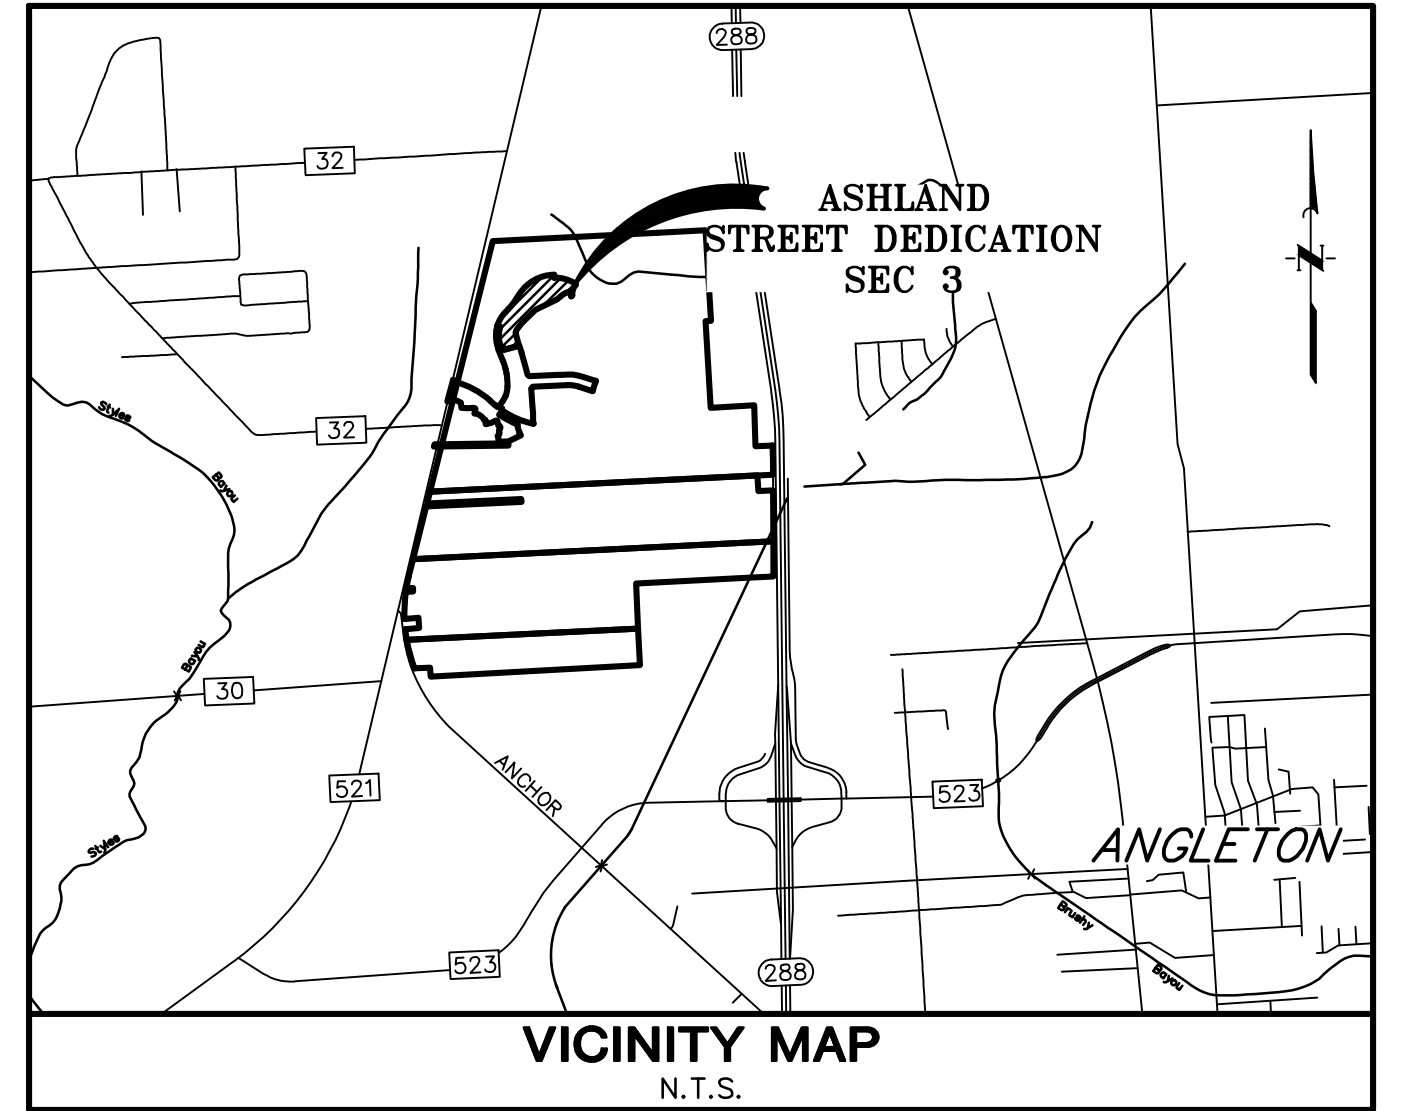 288
32
ASHLAND
STREET DEDICATION
SEC 3
N
Styles
32
Bayou
Bayou
30
521
ANCHOR
523
Styles
ANGLETON
Brushy
523
288
Bayou
VICINITY MAP
N.T.S.